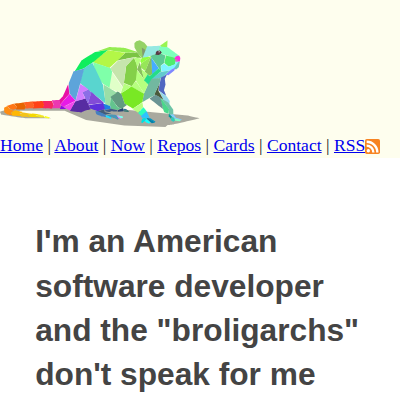 Home | About | Now | Repos | Cards | Contact | RSS
I'm an American
software developer
and the "broligarchs"
don't speak for me